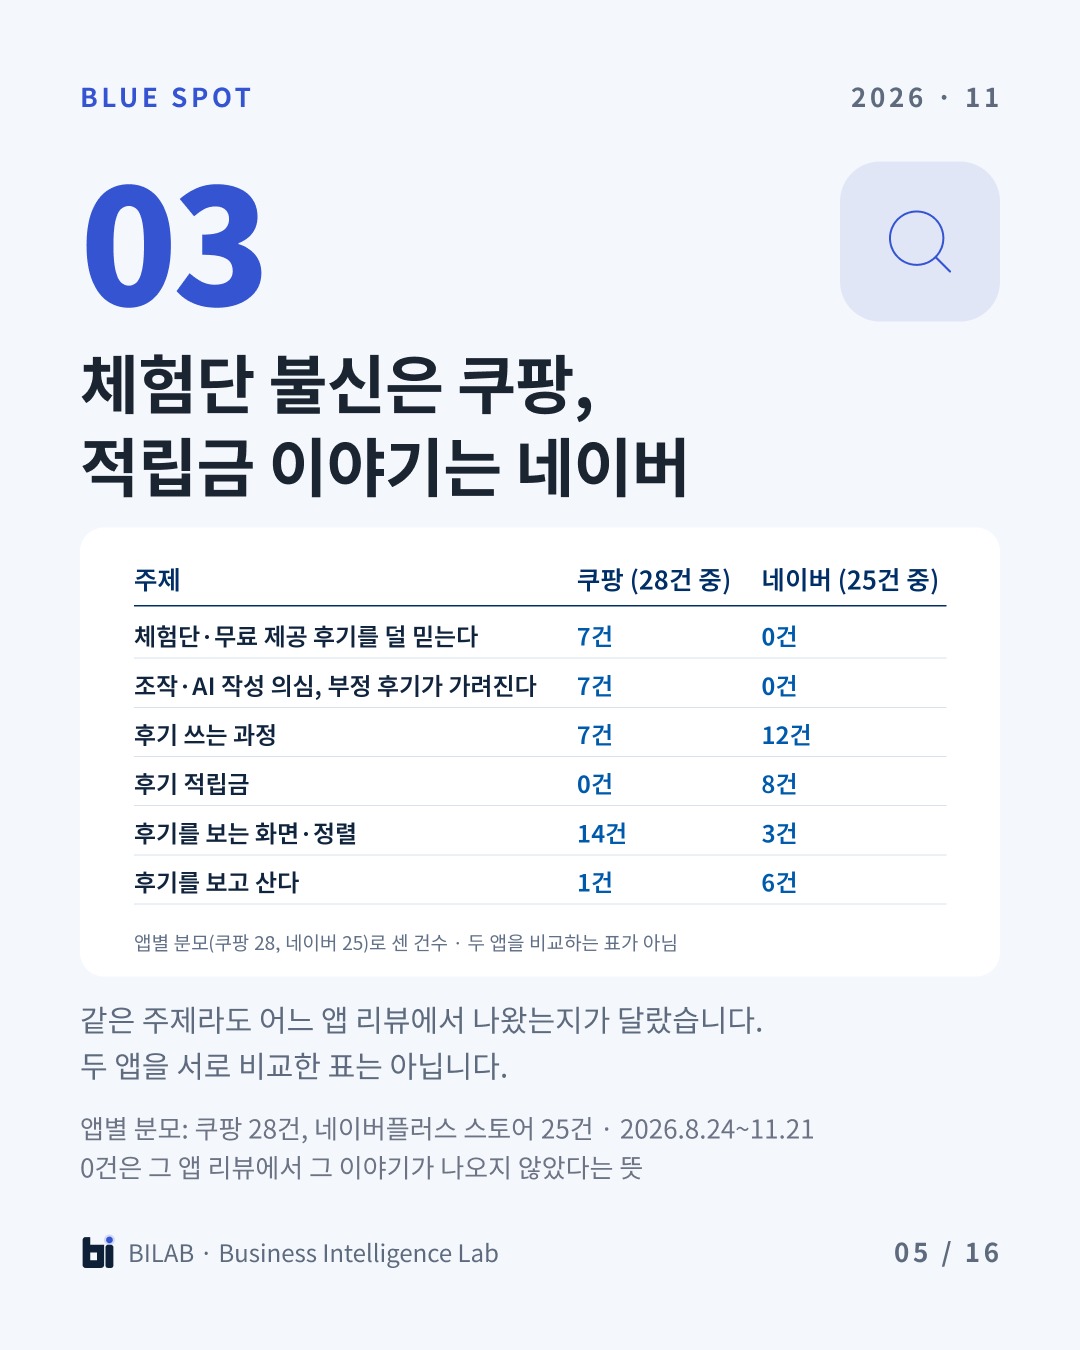 BLUE SPOT
2026 · 11
03
체험단 불신은 쿠팡,
적립금 이야기는 네이버
주제 쿠팡 (28건 중) 네이버 (25건 중)
체험단·무료 제공 후기를 덜 믿는다 7건 0건
조작·AI 작성 의심, 부정 후기가 가려진다 7건 0건
후기 쓰는 과정 7건 12건
후기 적립금 0건 8건
후기를 보는 화면·정렬 14건 3건
후기를 보고 산다 1건 6건
앱별 분모(쿠팡 28, 네이버 25)로 센 건수 · 두 앱을 비교하는 표가 아님
같은 주제라도 어느 앱 리뷰에서 나왔는지가 달랐습니다.
두 앱을 서로 비교한 표는 아닙니다.
앱별 분모: 쿠팡 28건, 네이버플러스 스토어 25건 · 2026.8.24~11.21
0건은 그 앱 리뷰에서 그 이야기가 나오지 않았다는 뜻
bi BILAB · Business Intelligence Lab
05 / 16